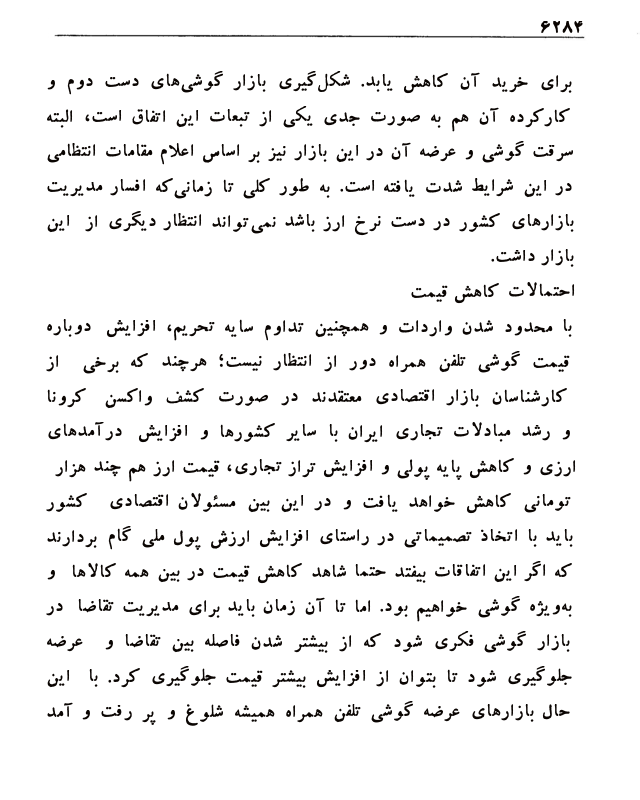 ۶۲۸۴
برای خرید آن کاهش یابد. شکل‌گیری بازار گوشی‌های دست دوم و
کارکرده آن هم به صورت جدی یکی از تبعات این اتفاق است، البته
سرقت گوشی و عرضه آن در این بازار نیز بر اساس اعلام مقامات انتظامی
در این شرایط شدت یافته است. به طور کلی تا زمانی‌که افسار مدیریت
بازارهای کشور در دست نرخ ارز باشد نمی‌تواند انتظار دیگری از این
بازار داشت.
احتمالات کاهش قیمت
با محدود شدن واردات و همچنین تداوم سایه تحریم، افزایش دوباره
قیمت گوشی تلفن همراه دور از انتظار نیست؛ هرچند که برخی از
کارشناسان بازار اقتصادی معتقدند در صورت کشف واکسن کرونا
و رشد مبادلات تجاری ایران با سایر کشورها و افزایش درآمدهای
ارزی و کاهش پایه پولی و افزایش تراز تجاری، قیمت ارز هم چند هزار
تومانی کاهش خواهد یافت و در این بین مسئولان اقتصادی کشور
باید با اتخاذ تصمیماتی در راستای افزایش ارزش پول ملی گام بردارند
که اگر این اتفاقات بیفتد حتما شاهد کاهش قیمت در بین همه کالاها و
به‌ویژه گوشی خواهیم بود. اما تا آن زمان باید برای مدیریت تقاضا در
بازار گوشی فکری شود که از بیشتر شدن فاصله بین تقاضا و عرضه
جلوگیری شود تا بتوان از افزایش بیشتر قیمت جلوگیری کرد. با این
حال بازارهای عرضه گوشی تلفن همراه همیشه شلوغ و پر رفت و آمد